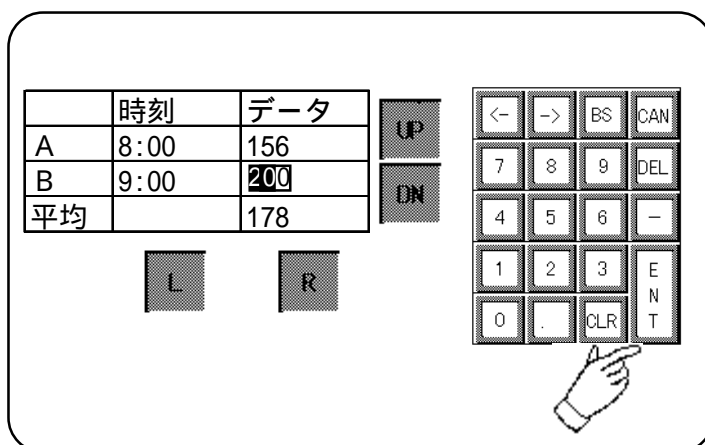 時刻 データ
A 8:00 156
B 9:00 200
平均 178
UP
DN
L R
<- -> BS CAN
7 8 9 DEL
4 5 6 -
1 2 3 ENT
0 . CLR